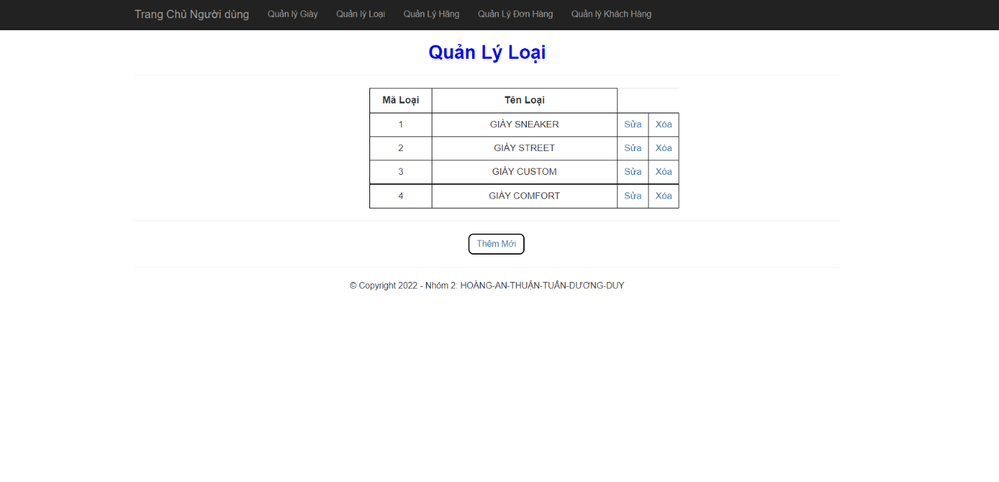 Trang Chủ Người dùng Quản lý Giày Quản lý Loại Quản Lý Hãng Quản Lý Đơn Hàng Quản lý Khách Hàng
Quản Lý Loại
Mã Loại Tên Loại
1 GIÀY SNEAKER Sửa Xóa
2 GIÀY STREET Sửa Xóa
3 GIÀY CUSTOM Sửa Xóa
4 GIÀY COMFORT Sửa Xóa
Thêm Mới
© Copyright 2022 - Nhóm 2: HOÀNG-AN-THUẬN-TUẤN-DƯƠNG-DUY